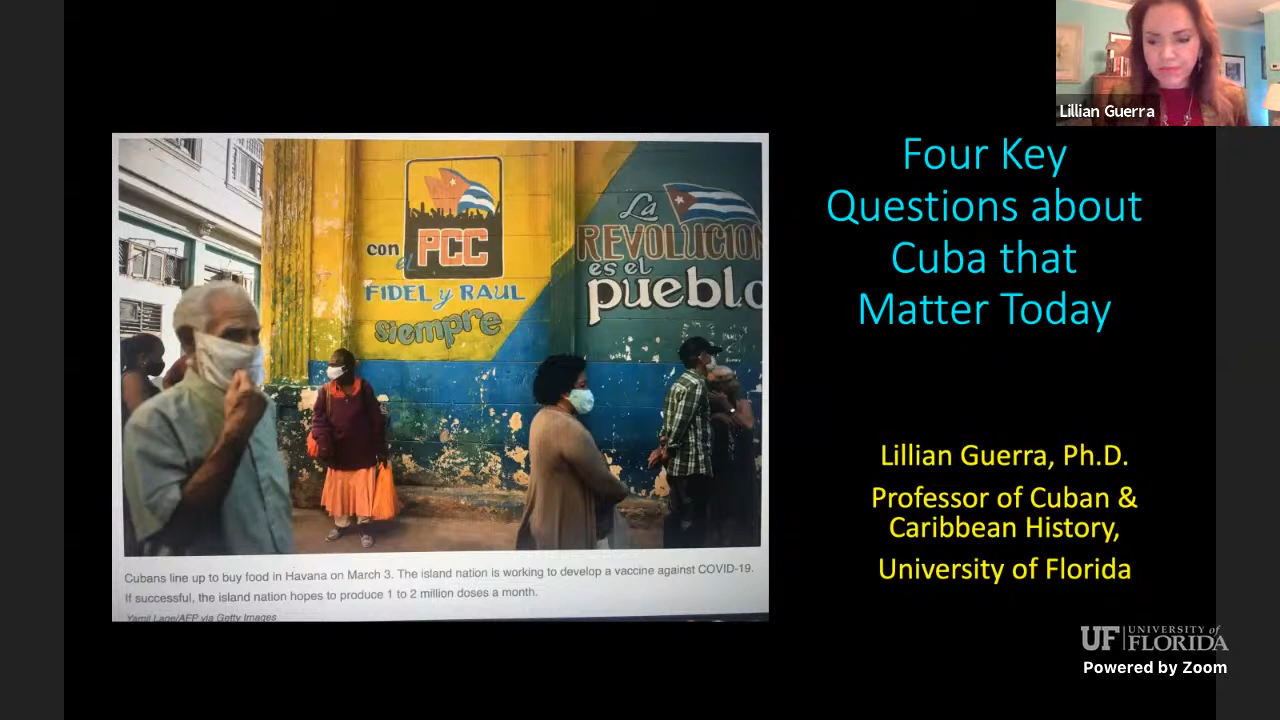 Lillian Guerra
Four Key
Questions about
Cuba that
Matter Today
con
el
PCC
FIDEL y RAUL
siempre
La
REVOLUCION
es el
pueblo
Cubans line up to buy food in Havana on March 3. The island nation is working to develop a vaccine against COVID-19.
If successful, the island nation hopes to produce 1 to 2 million doses a month.
Yamil Lage/AFP via Getty Images
Lillian Guerra, Ph.D.
Professor of Cuban &
Caribbean History,
University of Florida
UF UNIVERSITY of
FLORIDA
Powered by Zoom